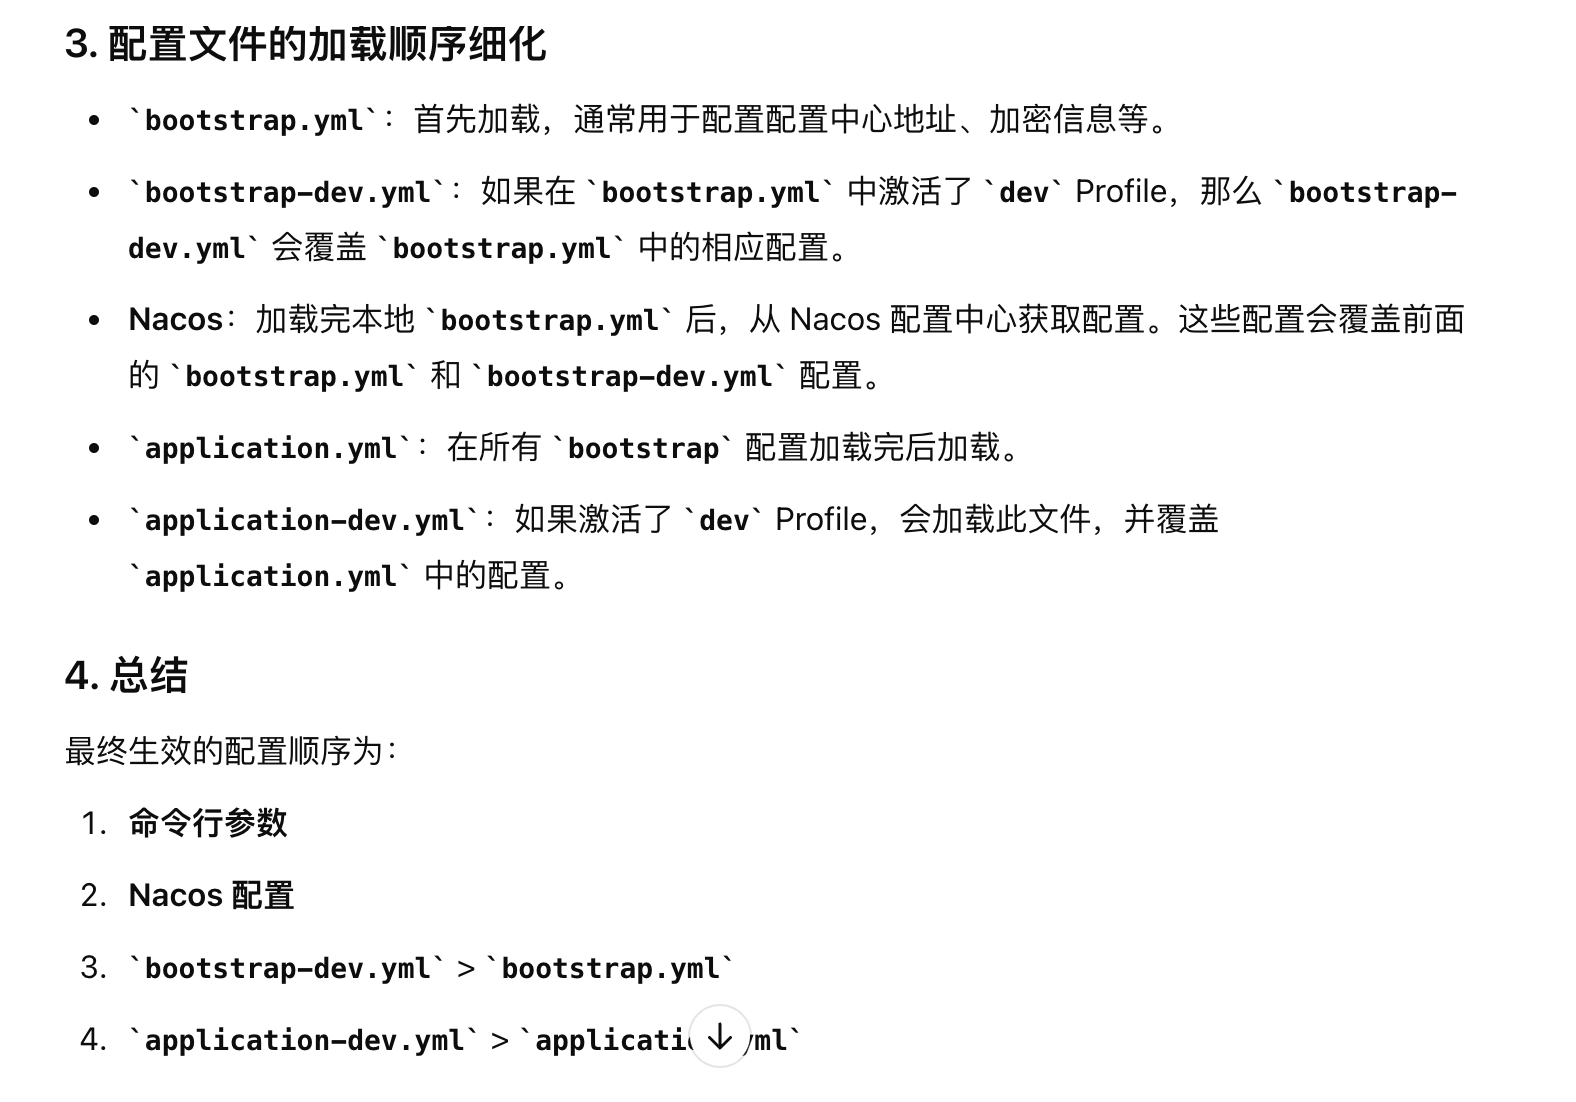 3. 配置文件的加载顺序细化
• `bootstrap.yml`：首先加载，通常用于配置配置中心地址、加密信息等。
• `bootstrap-dev.yml`：如果在 `bootstrap.yml` 中激活了 `dev` Profile，那么 `bootstrap-
dev.yml` 会覆盖 `bootstrap.yml` 中的相应配置。
• Nacos：加载完本地 `bootstrap.yml` 后，从 Nacos 配置中心获取配置。这些配置会覆盖前面
的 `bootstrap.yml` 和 `bootstrap-dev.yml` 配置。
• `application.yml`：在所有 `bootstrap` 配置加载完后加载。
• `application-dev.yml`：如果激活了 `dev` Profile，会加载此文件，并覆盖
`application.yml` 中的配置。
4. 总结
最终生效的配置顺序为：
1. 命令行参数
2. Nacos 配置
3. `bootstrap-dev.yml` > `bootstrap.yml`
4. `application-dev.yml` >